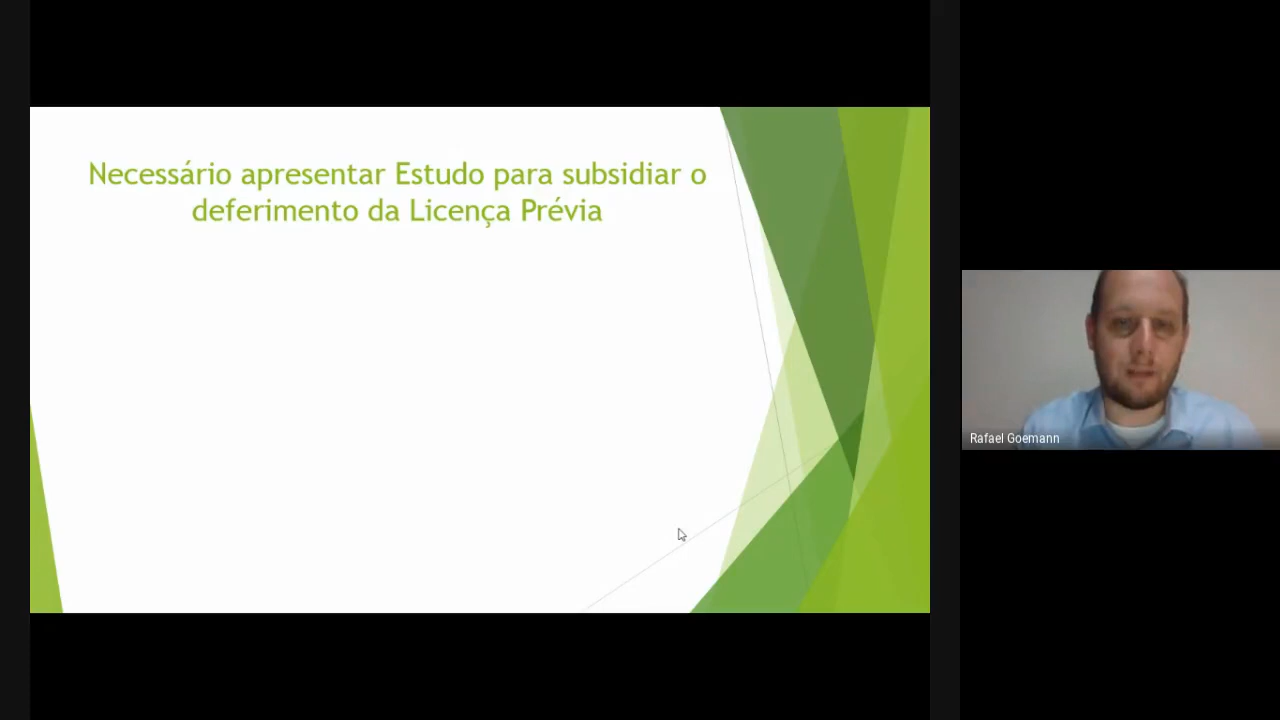 Necessário apresentar Estudo para subsidiar o
deferimento da Licença Prévia
Rafael Goemann